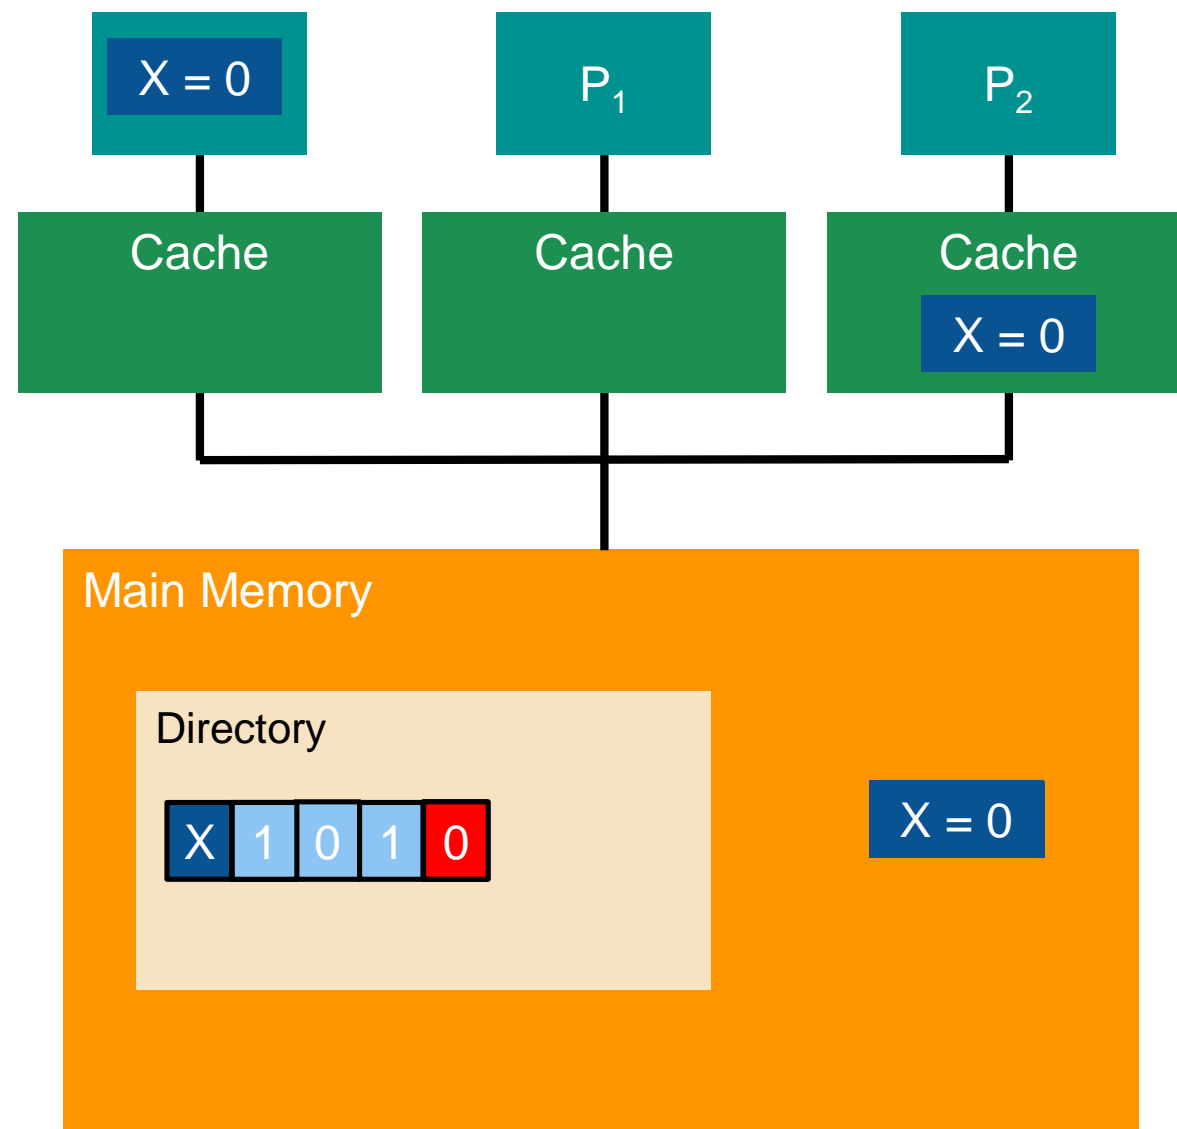 X = 0
P₁
P₂
Cache
Cache
Cache
X = 0
Main Memory
Directory
X 1 0 1 0
X = 0